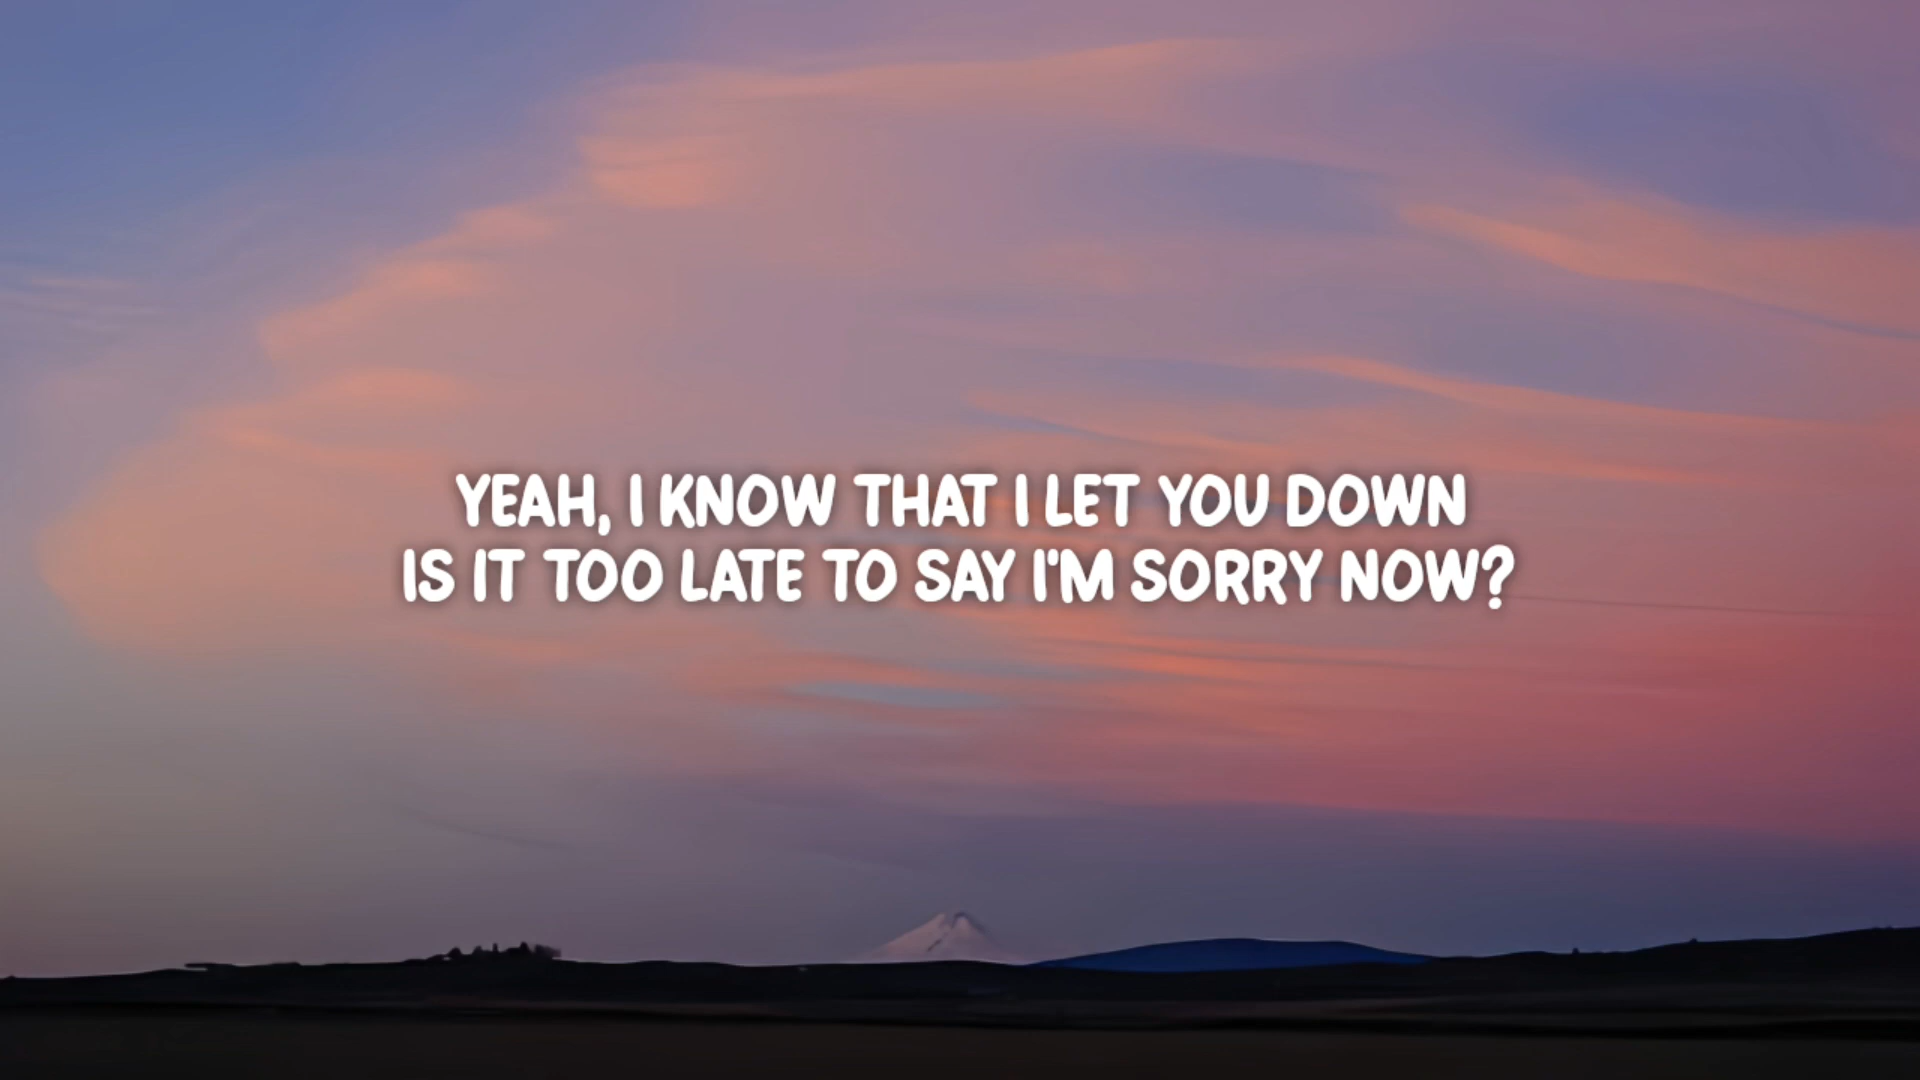 YEAH, I KNOW THAT I LET YOU DOWN
IS IT TOO LATE TO SAY I'M SORRY NOW?